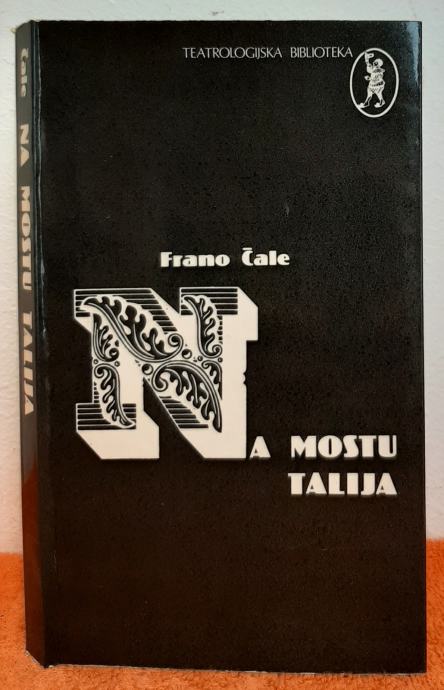 TEATROLOGIJSKA BIBLIOTEKA
Frano Čale
NA MOSTU
TALIJA
Čale NA MOSTU TALIJA